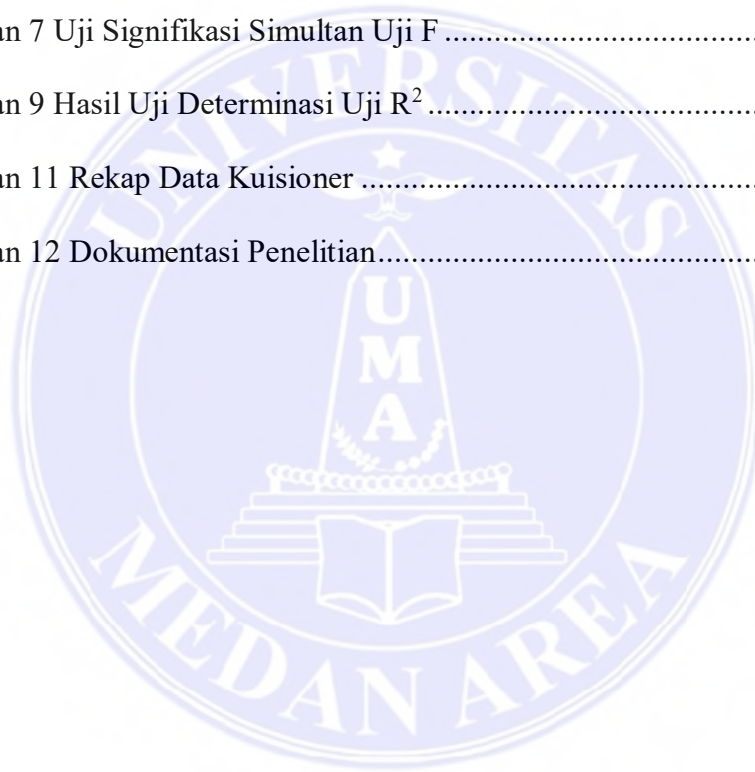 an 7 Uji Signifikasi Simultan Uji F ......................................
an 9 Hasil Uji Determinasi Uji R² ........................................
an 11 Rekap Data Kuisioner ................................................
an 12 Dokumentasi Penelitian..............................................
UNIVERSITAS
U
M
A
MEDAN AREA